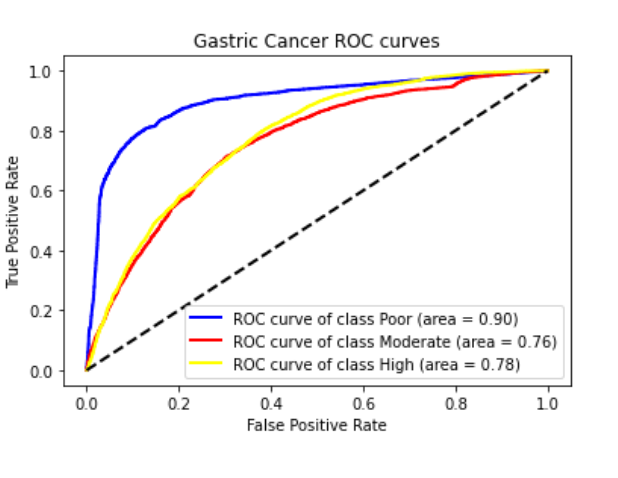 Gastric Cancer ROC curves
1.0
0.8
0.6
0.4
0.2
0.0
True Positive Rate
ROC curve of class Poor (area = 0.90)
ROC curve of class Moderate (area = 0.76)
ROC curve of class High (area = 0.78)
0.0 0.2 0.4 0.6 0.8 1.0
False Positive Rate